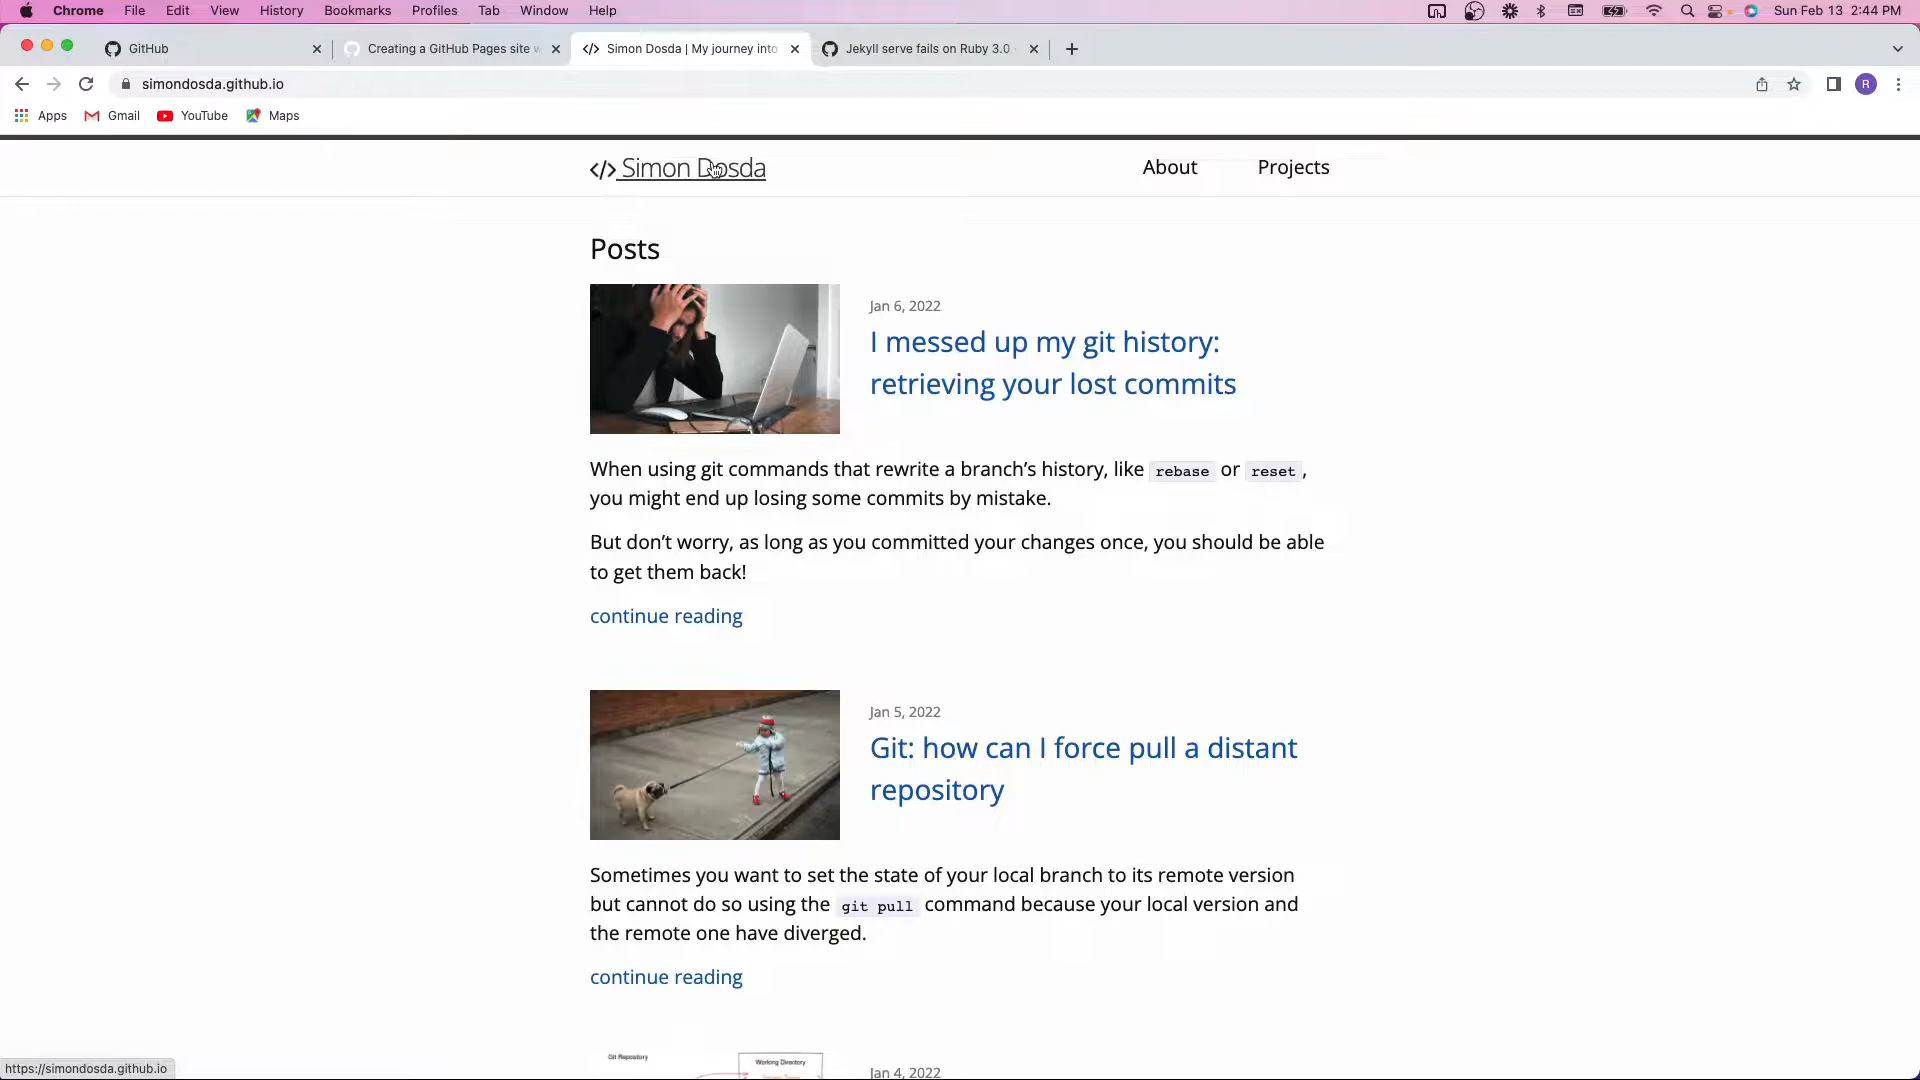 Chrome File Edit View History Bookmarks Profiles Tab Window Help Sun Feb 13 2:44 PM
GitHub Creating a GitHub Pages site w Simon Dosda | My journey into Jekyll serve fails on Ruby 3.0
simondosda.github.io R
Apps Gmail YouTube Maps
</> Simon Dosda About Projects
Posts
Jan 6, 2022
I messed up my git history:
retrieving your lost commits
When using git commands that rewrite a branch’s history, like rebase or reset,
you might end up losing some commits by mistake.
But don’t worry, as long as you committed your changes once, you should be able
to get them back!
continue reading
Jan 5, 2022
Git: how can I force pull a distant
repository
Sometimes you want to set the state of your local branch to its remote version
but cannot do so using the git pull command because your local version and
the remote one have diverged.
continue reading
Git Repository Working Directory
Jan 4, 2022
https://simondosda.github.io